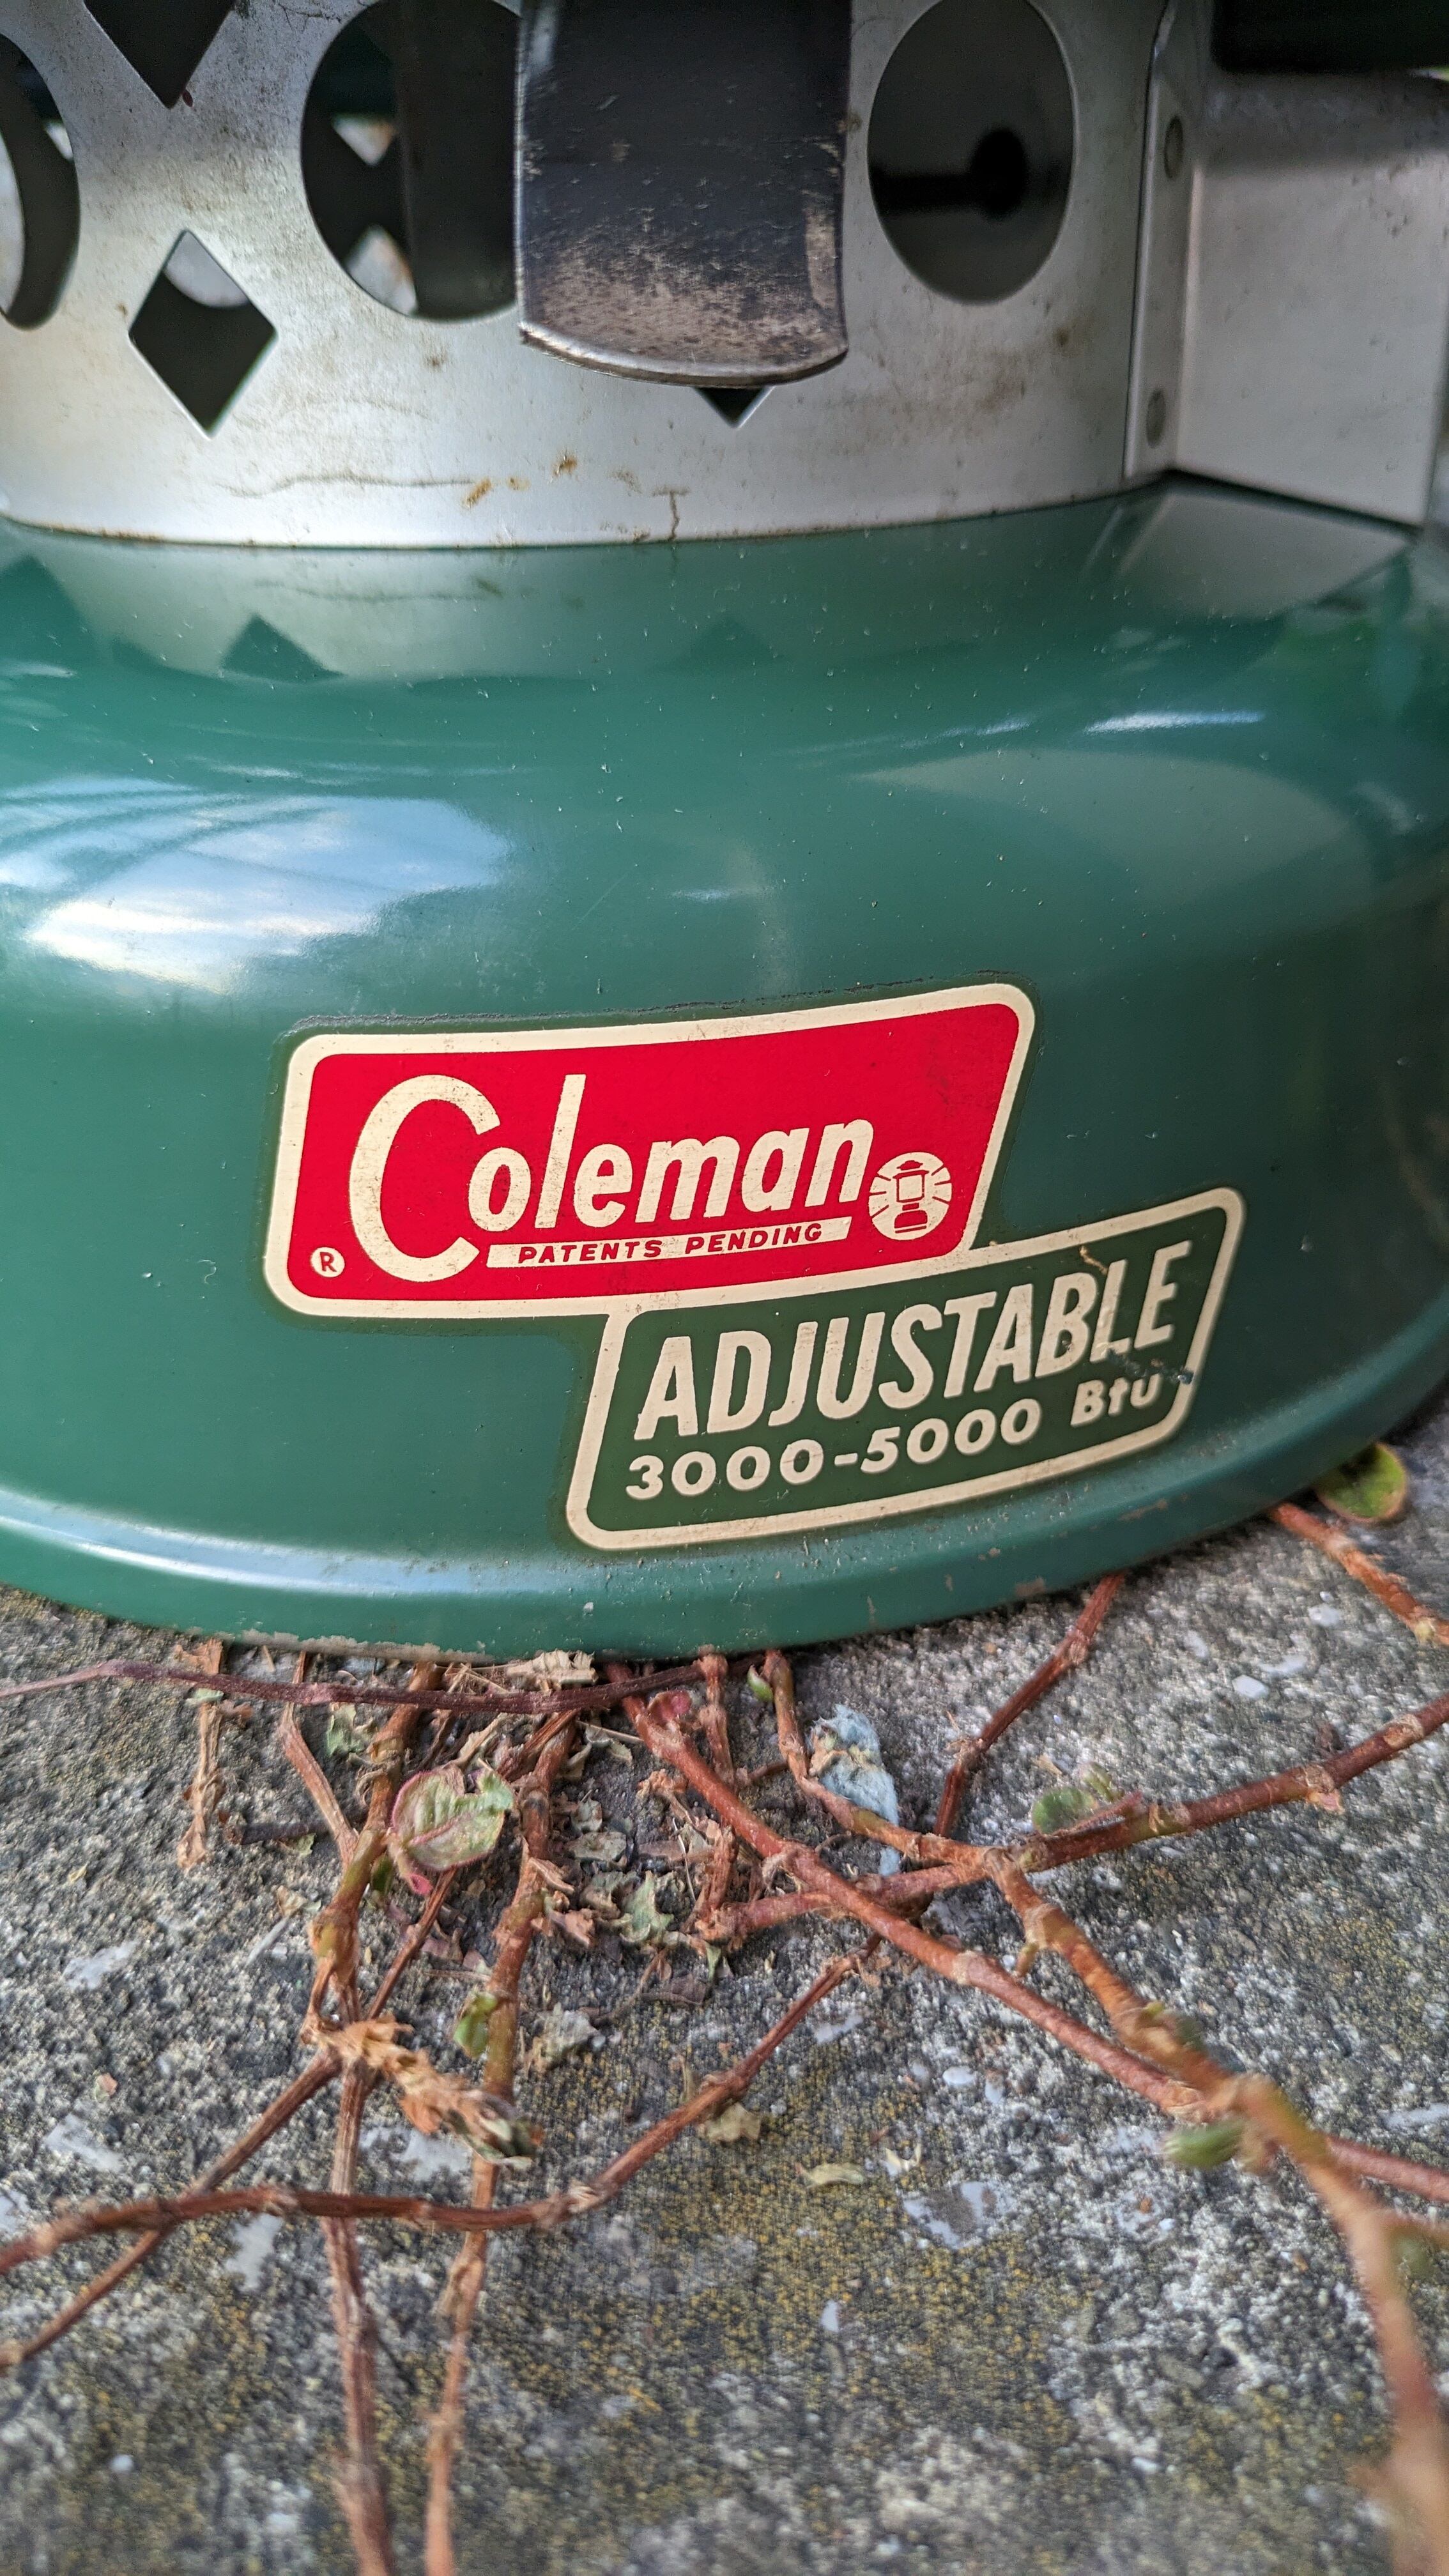 Coleman
PATENTS PENDING
®
ADJUSTABLE
3000-5000 Btu